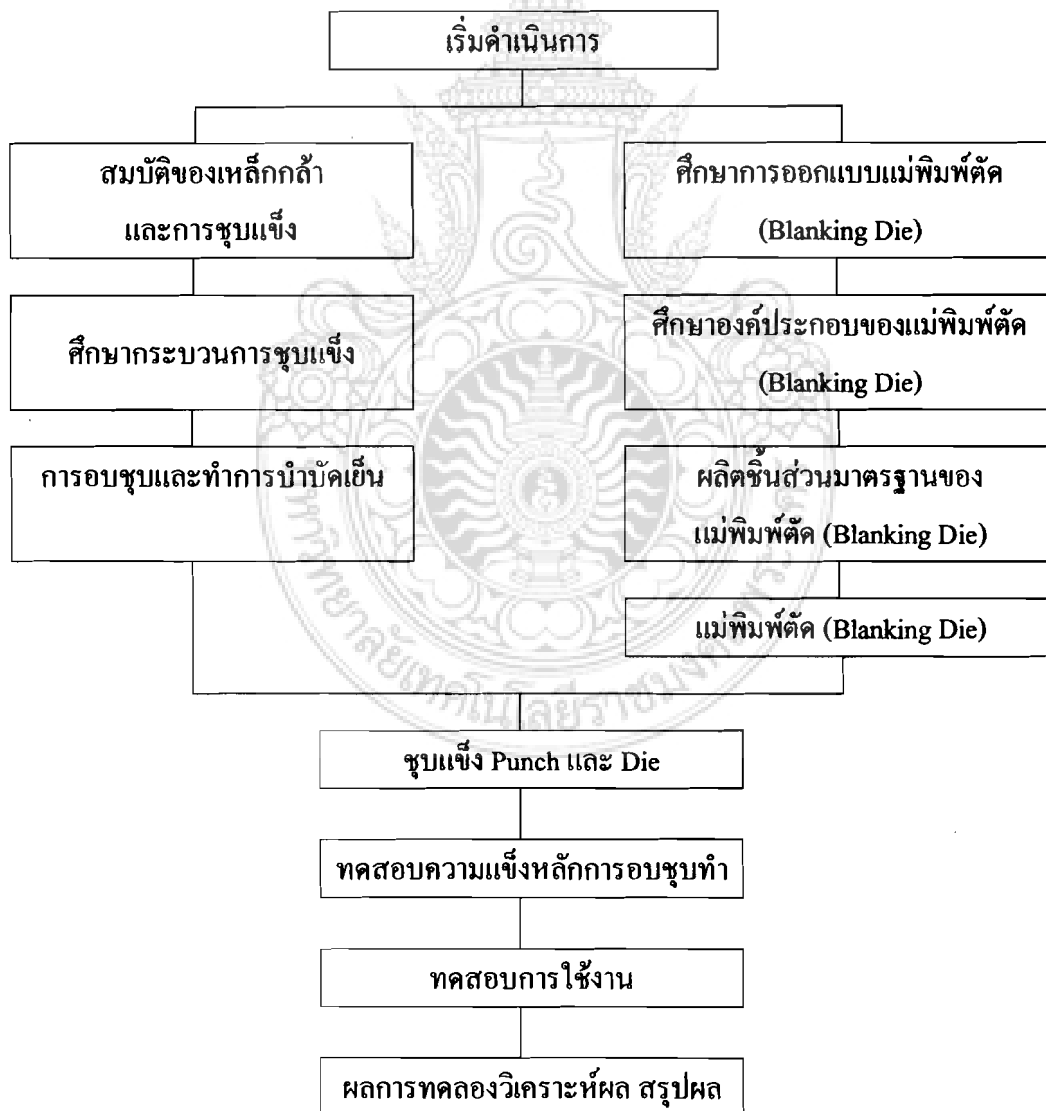 เริ่มดำเนินการ
สมบัติของเหล็กกล้า
และการชุบแข็ง
ศึกษากระบวนการชุบแข็ง
การอบชุบและทำการบำบัดเย็น
ศึกษาการออกแบบแม่พิมพ์ตัด
(Blanking Die)
ศึกษาองค์ประกอบของแม่พิมพ์ตัด
(Blanking Die)
ผลิตชิ้นส่วนมาตรฐานของ
แม่พิมพ์ตัด (Blanking Die)
แม่พิมพ์ตัด (Blanking Die)
ชุบแข็ง Punch และ Die
ทดสอบความแข็งหลักการอบชุบทำ
ทดสอบการใช้งาน
ผลการทดลองวิเคราะห์ผล สรุปผล